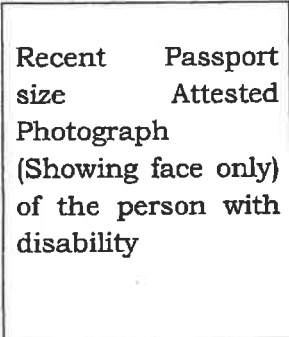 Recent Passport
size Attested
Photograph
(Showing face only)
of the person with
disability